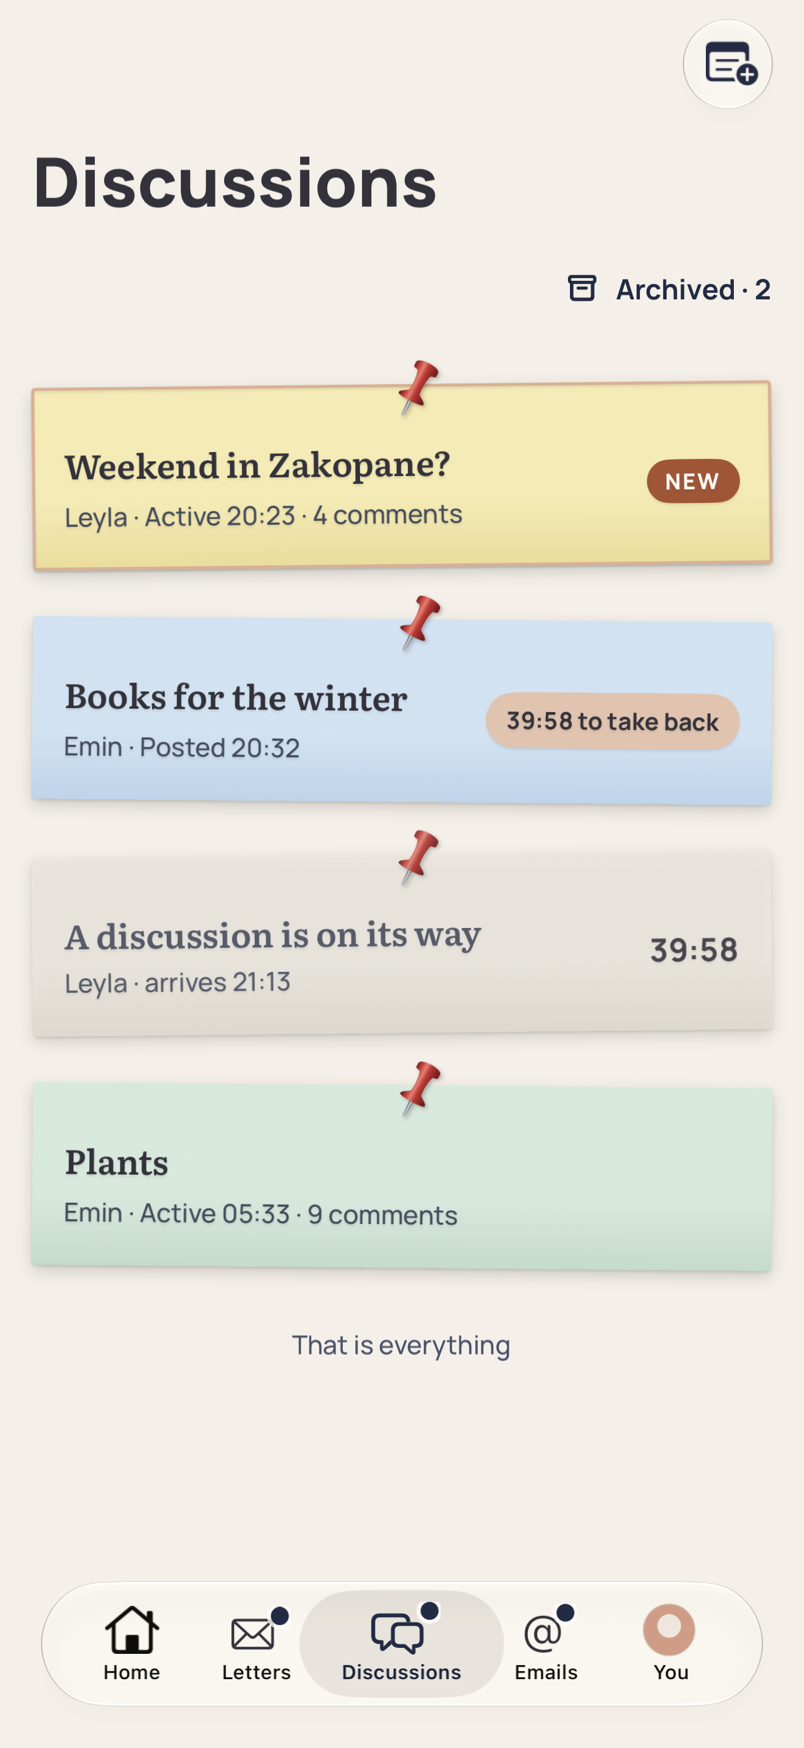 Discussions
Archived · 2
Weekend in Zakopane?
Leyla · Active 20:23 · 4 comments
NEW
Books for the winter
Emin · Posted 20:32
39:58 to take back
A discussion is on its way
Leyla · arrives 21:13
39:58
Plants
Emin · Active 05:33 · 9 comments
That is everything
Home
Letters
Discussions
Emails
You